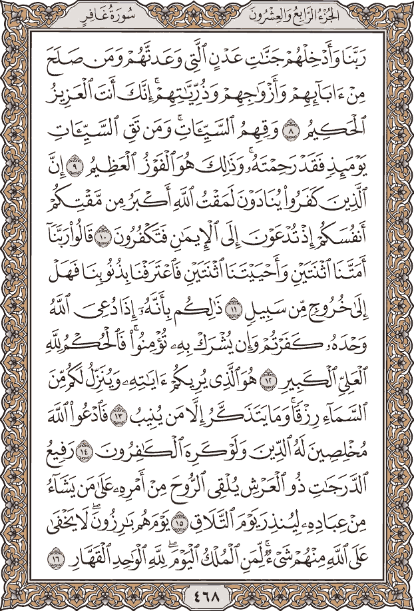 الجزء الرابع والعشرون سورة غافر
رَبَّنَا وَأَدْخِلْهُمْ جَنَّٰتِ عَدْنٍ ٱلَّتِى وَعَدتَّهُمْ وَمَن صَلَحَ
مِنْ ءَابَآئِهِمْ وَأَزْوَٰجِهِمْ وَذُرِّيَّٰتِهِمْ ۚ إِنَّكَ أَنتَ ٱلْعَزِيزُ
ٱلْحَكِيمُ ٨ وَقِهِمُ ٱلسَّيِّـَٔاتِ ۚ وَمَن تَقِ ٱلسَّيِّـَٔاتِ
يَوْمَئِذٍ فَقَدْ رَحِمْتَهُۥ ۚ وَذَٰلِكَ هُوَ ٱلْفَوْزُ ٱلْعَظِيمُ ٩ إِنَّ
ٱلَّذِينَ كَفَرُوا۟ يُنَادَوْنَ لَمَقْتُ ٱللَّهِ أَكْبَرُ مِن مَّقْتِكُمْ
أَنفُسَكُمْ إِذْ تُدْعَوْنَ إِلَى ٱلْإِيمَٰنِ فَتَكْفُرُونَ ١٠ قَالُوا۟ رَبَّنَآ
أَمَتَّنَا ٱثْنَتَيْنِ وَأَحْيَيْتَنَا ٱثْنَتَيْنِ فَٱعْتَرَفْنَا بِذُنُوبِنَا فَهَلْ
إِلَىٰ خُرُوجٍ مِّن سَبِيلٍ ١١ ذَٰلِكُم بِأَنَّهُۥٓ إِذَا دُعِىَ ٱللَّهُ
وَحْدَهُۥ كَفَرْتُمْ ۖ وَإِن يُشْرَكْ بِهِۦ تُؤْمِنُوا۟ ۚ فَٱلْحُكْمُ لِلَّهِ
ٱلْعَلِىِّ ٱلْكَبِيرِ ١٢ هُوَ ٱلَّذِى يُرِيكُمْ ءَايَٰتِهِۦ وَيُنَزِّلُ لَكُم مِّنَ
ٱلسَّمَآءِ رِزْقًا ۚ وَمَا يَتَذَكَّرُ إِلَّا مَن يُنِيبُ ١٣ فَٱدْعُوا۟ ٱللَّهَ
مُخْلِصِينَ لَهُ ٱلدِّينَ وَلَوْ كَرِهَ ٱلْكَٰفِرُونَ ١٤ رَفِيعُ
ٱلدَّرَجَٰتِ ذُو ٱلْعَرْشِ يُلْقِى ٱلرُّوحَ مِنْ أَمْرِهِۦ عَلَىٰ مَن يَشَآءُ
مِنْ عِبَادِهِۦ لِيُنذِرَ يَوْمَ ٱلتَّلَاقِ ١٥ يَوْمَ هُم بَٰرِزُونَ ۖ لَا يَخْفَىٰ
عَلَى ٱللَّهِ مِنْهُمْ شَىْءٌ ۚ لِّمَنِ ٱلْمُلْكُ ٱلْيَوْمَ ۖ لِلَّهِ ٱلْوَٰحِدِ ٱلْقَهَّارِ ١٦
٤٦٨